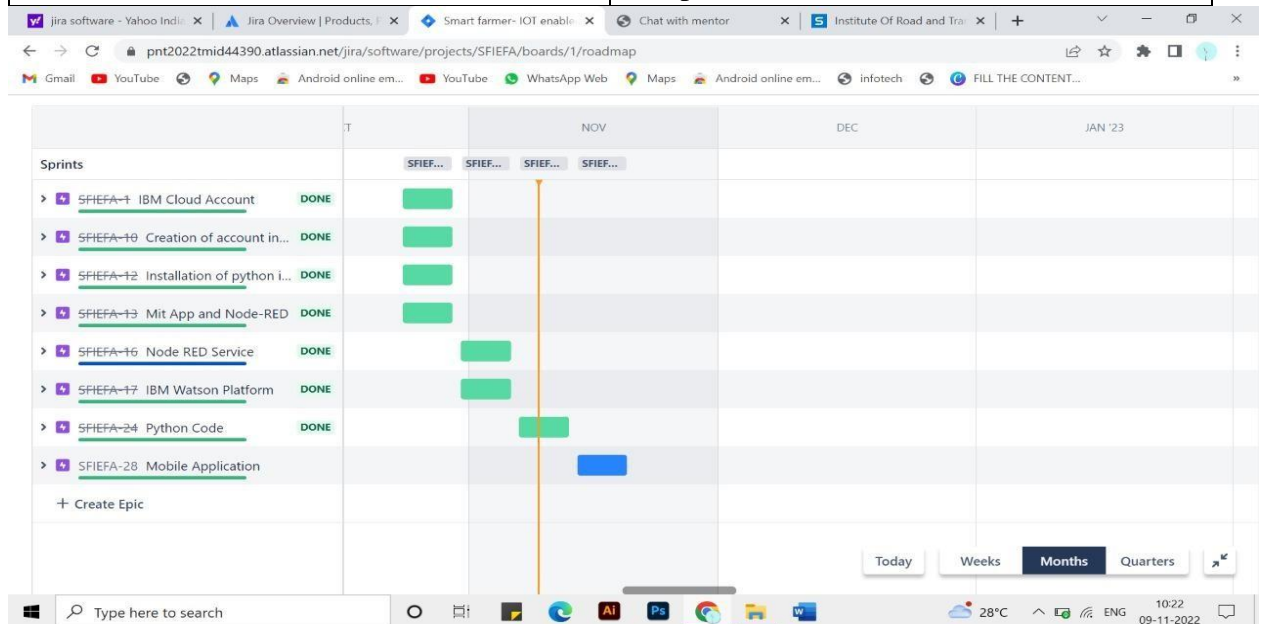 jira software - Yahoo India
Jira Overview | Products, F
Smart farmer- IOT enable
Chat with mentor
Institute Of Road and Tra
pnt2022tmid44390.atlassian.net/jira/software/projects/SFIEFA/boards/1/roadmap
Gmail YouTube Maps Android online em... YouTube WhatsApp Web Maps Android online em... infotech FILL THE CONTENT...
NOV DEC JAN '23
Sprints SFIEF... SFIEF... SFIEF... SFIEF...
SFIEFA-1 IBM Cloud Account DONE
SFIEFA-10 Creation of account in... DONE
SFIEFA-12 Installation of python i... DONE
SFIEFA-13 Mit App and Node-RED DONE
SFIEFA-16 Node RED Service DONE
SFIEFA-17 IBM Watson Platform DONE
SFIEFA-24 Python Code DONE
SFIEFA-28 Mobile Application
+ Create Epic
Today Weeks Months Quarters
Type here to search Ai Ps 28°C ENG 10:22
09-11-2022